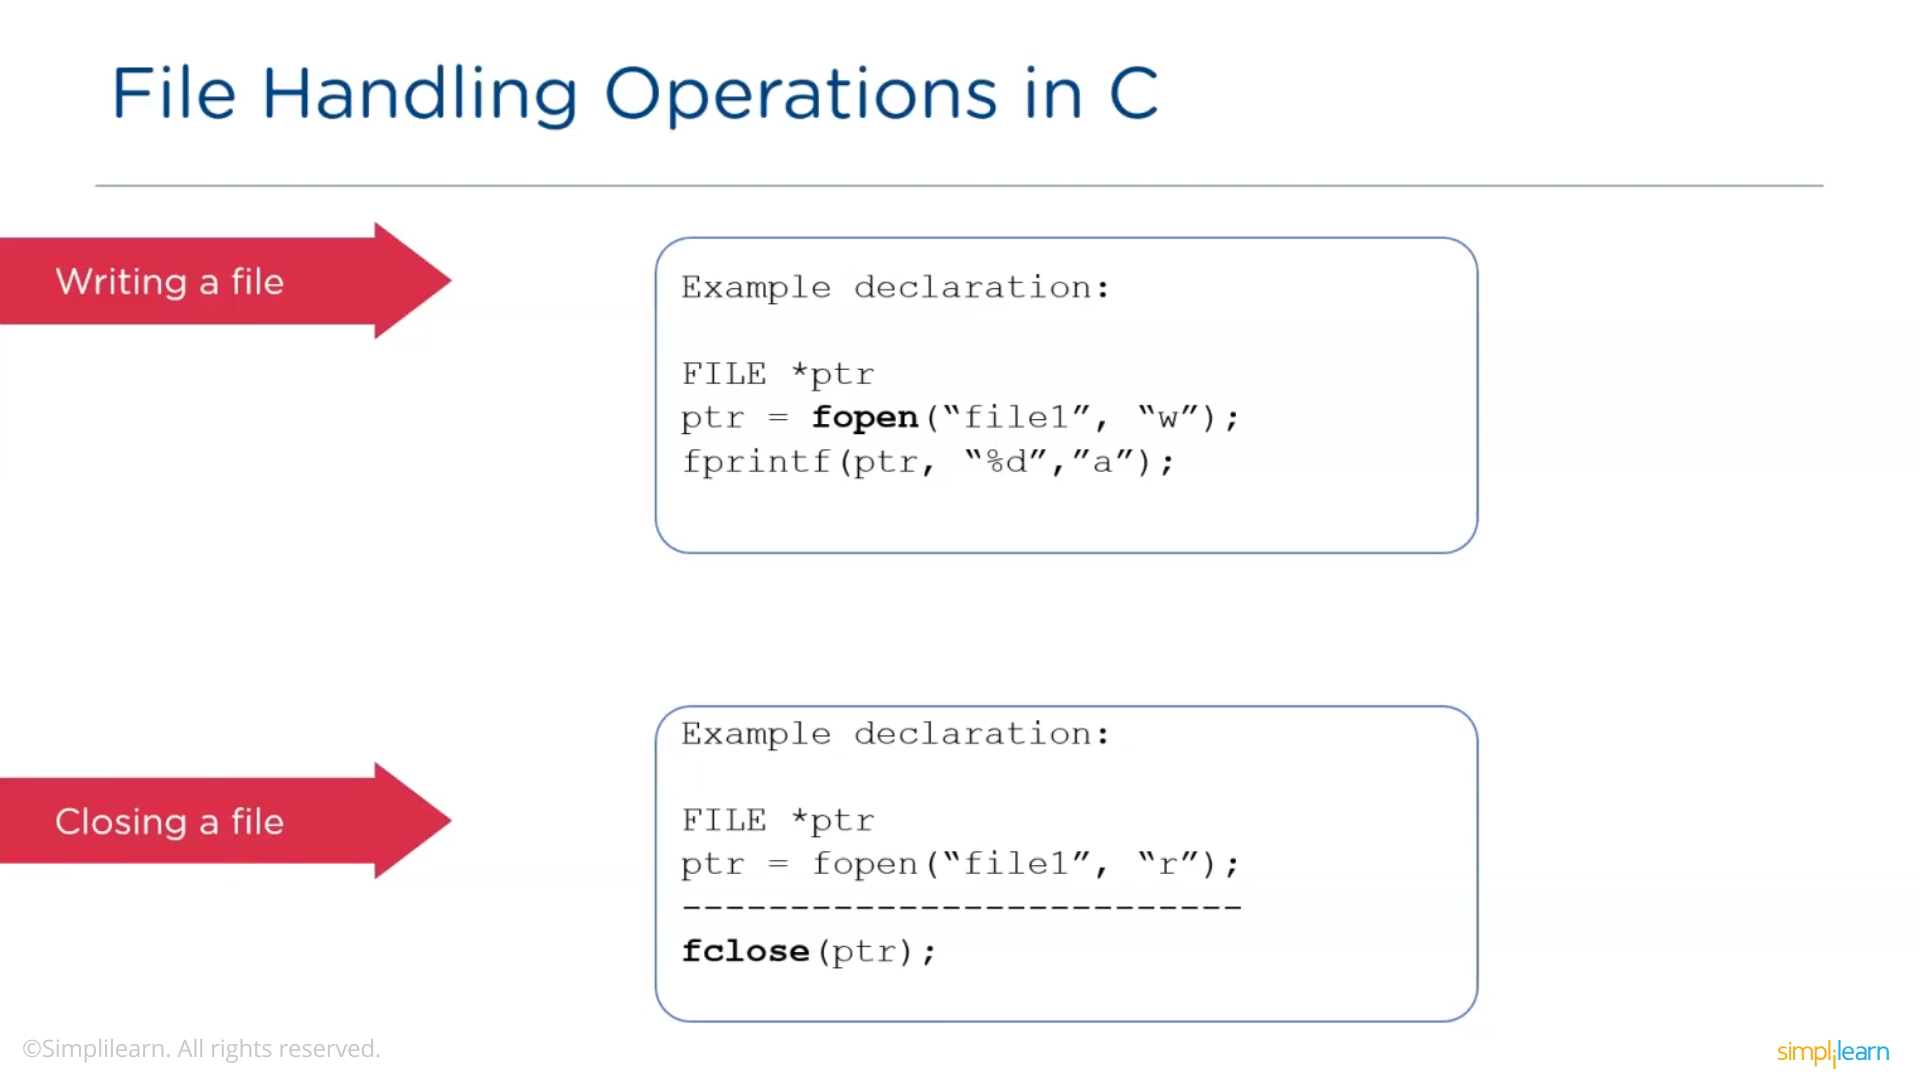 File Handling Operations in C
Writing a file
Example declaration:
FILE *ptr
ptr = fopen(“file1”, “w”);
fprintf(ptr, “%d”,”a”);
Closing a file
Example declaration:
FILE *ptr
ptr = fopen(“file1”, “r”);
--------------------------
fclose(ptr);
©Simplilearn. All rights reserved.
simplilearn